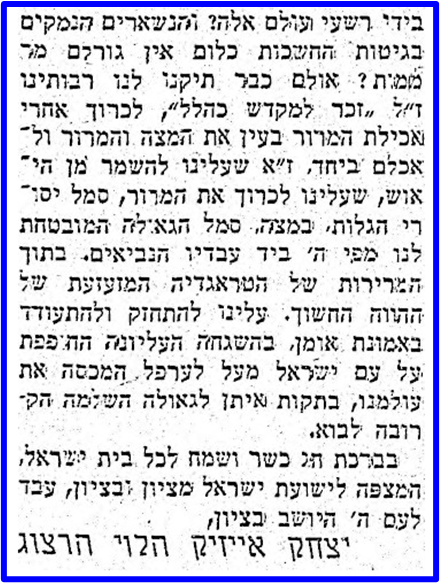 בידי רשעי עולם אלה? והנשארים הנמקים
בגיטות החשכות כלום אין גורלם מר
ממות? אולם כבר תיקנו לנו רבותינו
ז״ל „זכר למקדש כהלל״, לכרוך אחרי
אכילת המרור בעין את המצה והמרור ול־
אכלם ביחד. ז״א שעלינו להשמר מן הי־
אוש, שעלינו לכרוך את המרור, סמל יסו־
רי הגלות, במצה, סמל הגאולה המובטחת
לנו מפי ה׳ ביד עבדיו הנביאים. בתוך
המרירות של הטראגדיה המזעזעת של
ההווה החשוך. עלינו להתחזק ולהתעודד
באמונת אומן, בהשגחה העליונה החופפת
על עם ישראל מעל לערפל המכסה את
עולמנו, בתקות איתן לגאולה השלמה הק־
רובה לבוא.
בברכת חג כשר ושמח לכל בית ישראל,
המצפה לישועת ישראל מציון ובציון, עבד
לעם ה׳ היושב בציון,
יצחק אייזיק הלוי הרצוג